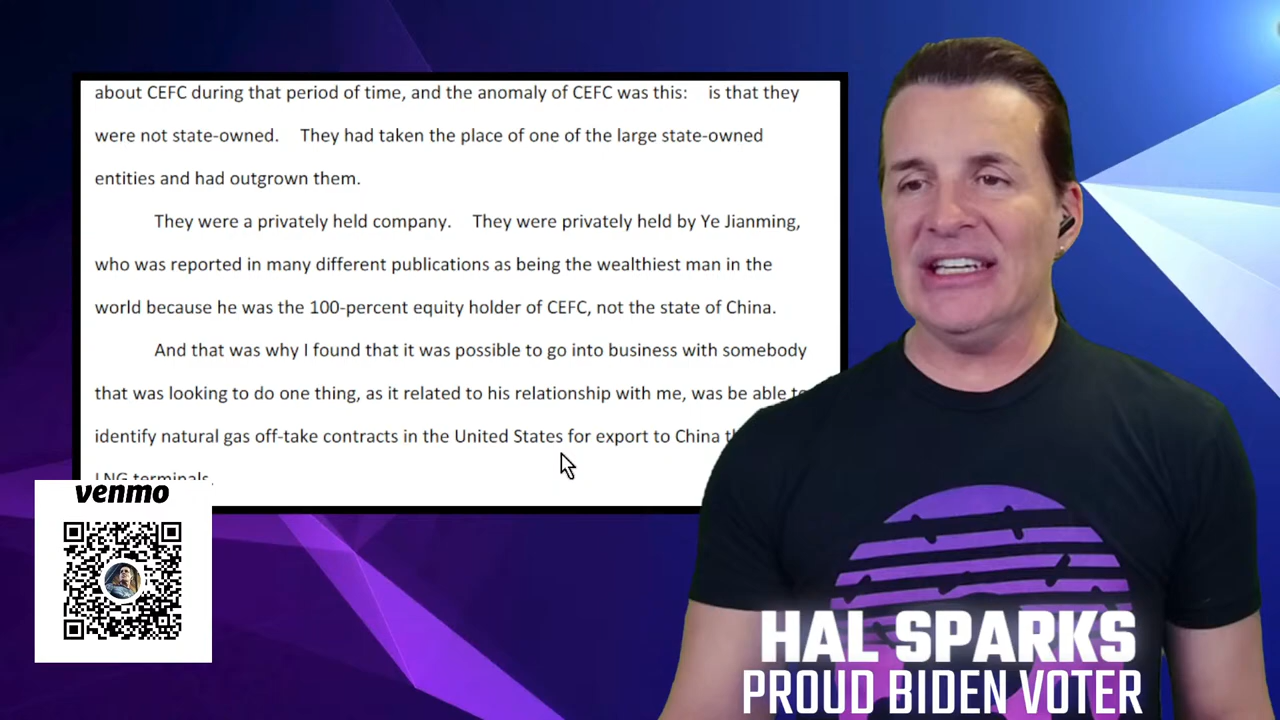 about CEFC during that period of time, and the anomaly of CEFC was this: is that they
were not state-owned. They had taken the place of one of the large state-owned
entities and had outgrown them.
They were a privately held company. They were privately held by Ye Jianming,
who was reported in many different publications as being the wealthiest man in the
world because he was the 100-percent equity holder of CEFC, not the state of China.
And that was why I found that it was possible to go into business with somebody
that was looking to do one thing, as it related to his relationship with me, was be able to
identify natural gas off-take contracts in the United States for export to China
LNG terminals.
venmo
HAL SPARKS
PROUD BIDEN VOTER